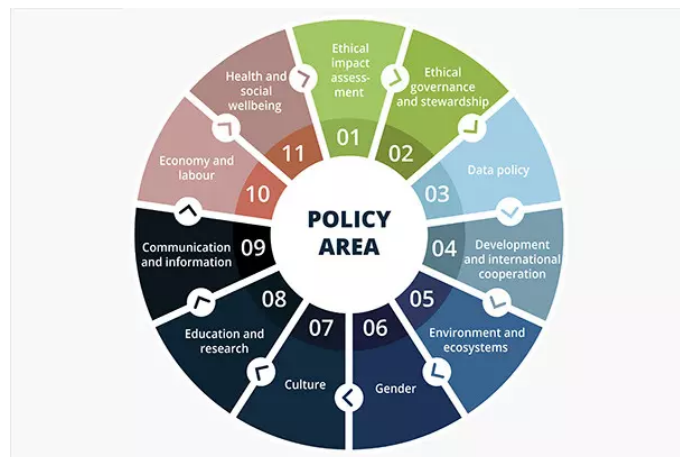 POLICY
AREA
01
Ethical
impact
assess-
ment
02
Ethical
governance
and stewardship
03
Data policy
04
Development
and international
cooperation
05
Environment and
ecosystems
06
Gender
07
Culture
08
Education and
research
09
Communication
and information
10
Economy and
labour
11
Health and
social
wellbeing